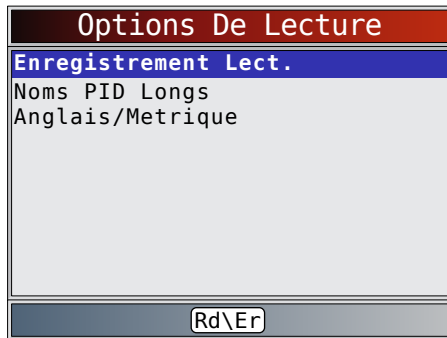 Options De Lecture
Enregistrement Lect.
Noms PID Longs
Anglais/Metrique
Rd\Er